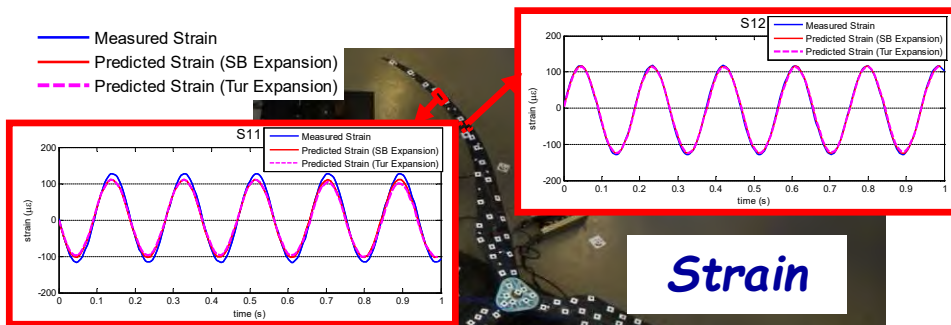 Measured Strain
Predicted Strain (SB Expansion)
Predicted Strain (Tur Expansion)
S12
Measured Strain
Predicted Strain (SB Expansion)
Predicted Strain (Tur Expansion)
200
100
0
-100
-200
strain (με)
0 0.1 0.2 0.3 0.4 0.5 0.6 0.7 0.8 0.9 1
time (s)
S11
Measured Strain
Predicted Strain (SB Expansion)
Predicted Strain (Tur Expansion)
200
100
0
-100
-200
strain (με)
0 0.1 0.2 0.3 0.4 0.5 0.6 0.7 0.8 0.9 1
time (s)
Strain